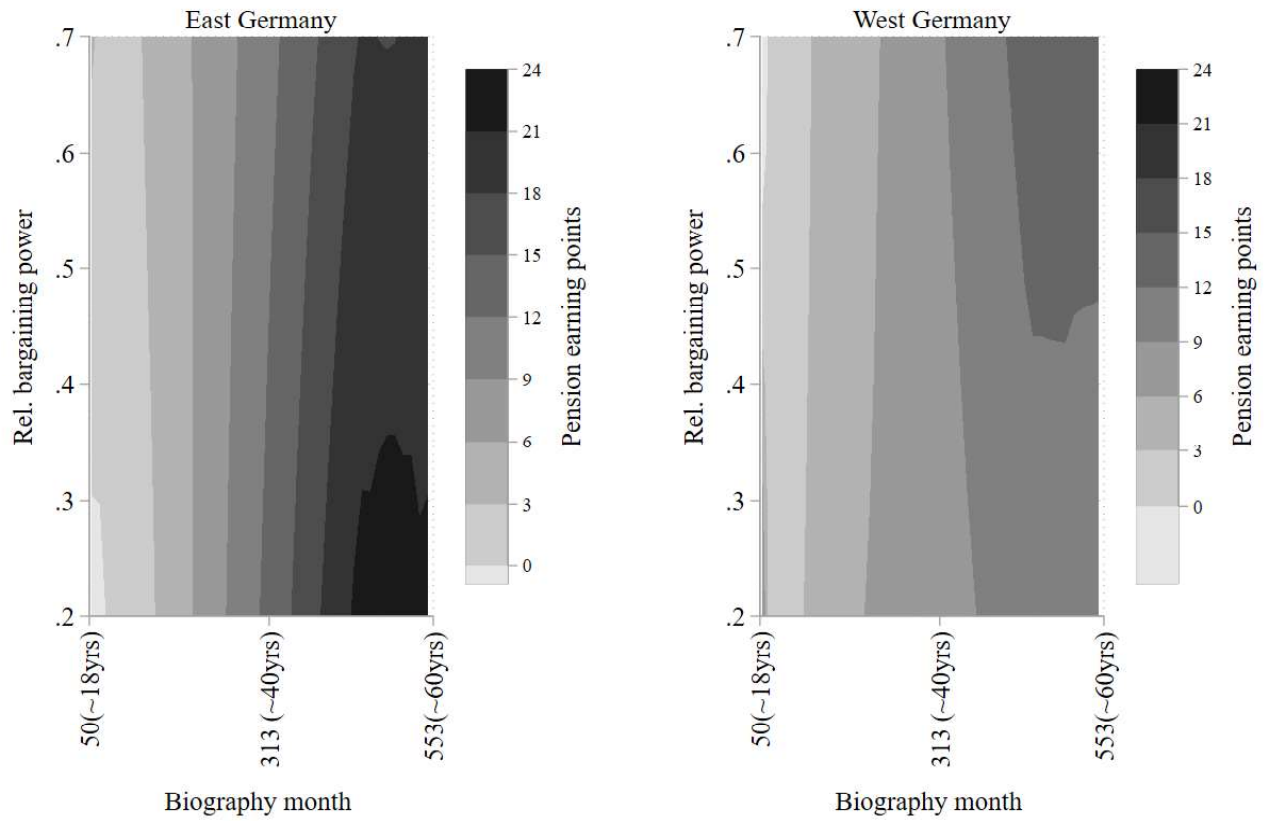 East Germany
.7
.6
.5
.4
.3
.2
Rel. bargaining power
50(~18yrs)
313 (~40yrs)
553(~60yrs)
Biography month
24
21
18
15
12
9
6
3
0
Pension earning points
West Germany
.7
.6
.5
.4
.3
.2
Rel. bargaining power
50(~18yrs)
313 (~40yrs)
553(~60yrs)
Biography month
24
21
18
15
12
9
6
3
0
Pension earning points